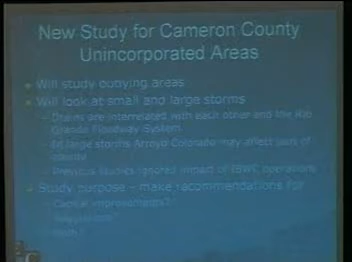 New Study for Cameron County
Unincorporated Areas
Will study outlying areas
Will look at small and large storms
– Drains are interrelated with each other and the Rio
Grande Floodway System
– In large storms Arroyo Colorado may affect part of
county
– Previous studies ignored impact of IBWC operations
Study purpose – make recommendations for
– Capital improvements?
– Regulations?
– Both?